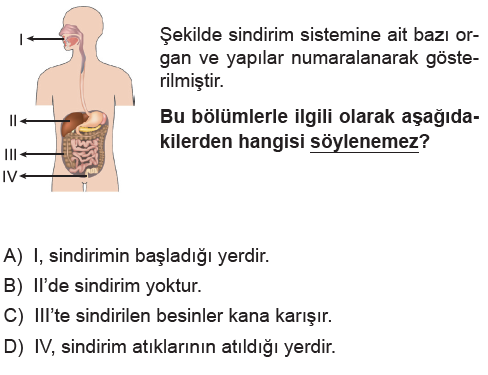 Şekilde sindirim sistemine ait bazı or-
gan ve yapılar numaralanarak göste-
rilmiştir.
Bu bölümlerle ilgili olarak aşağıda-
kilerden hangisi söylenemez?
I
II
III
IV
A) I, sindirimin başladığı yerdir.
B) II’de sindirim yoktur.
C) III’te sindirilen besinler kana karışır.
D) IV, sindirim atıklarının atıldığı yerdir.